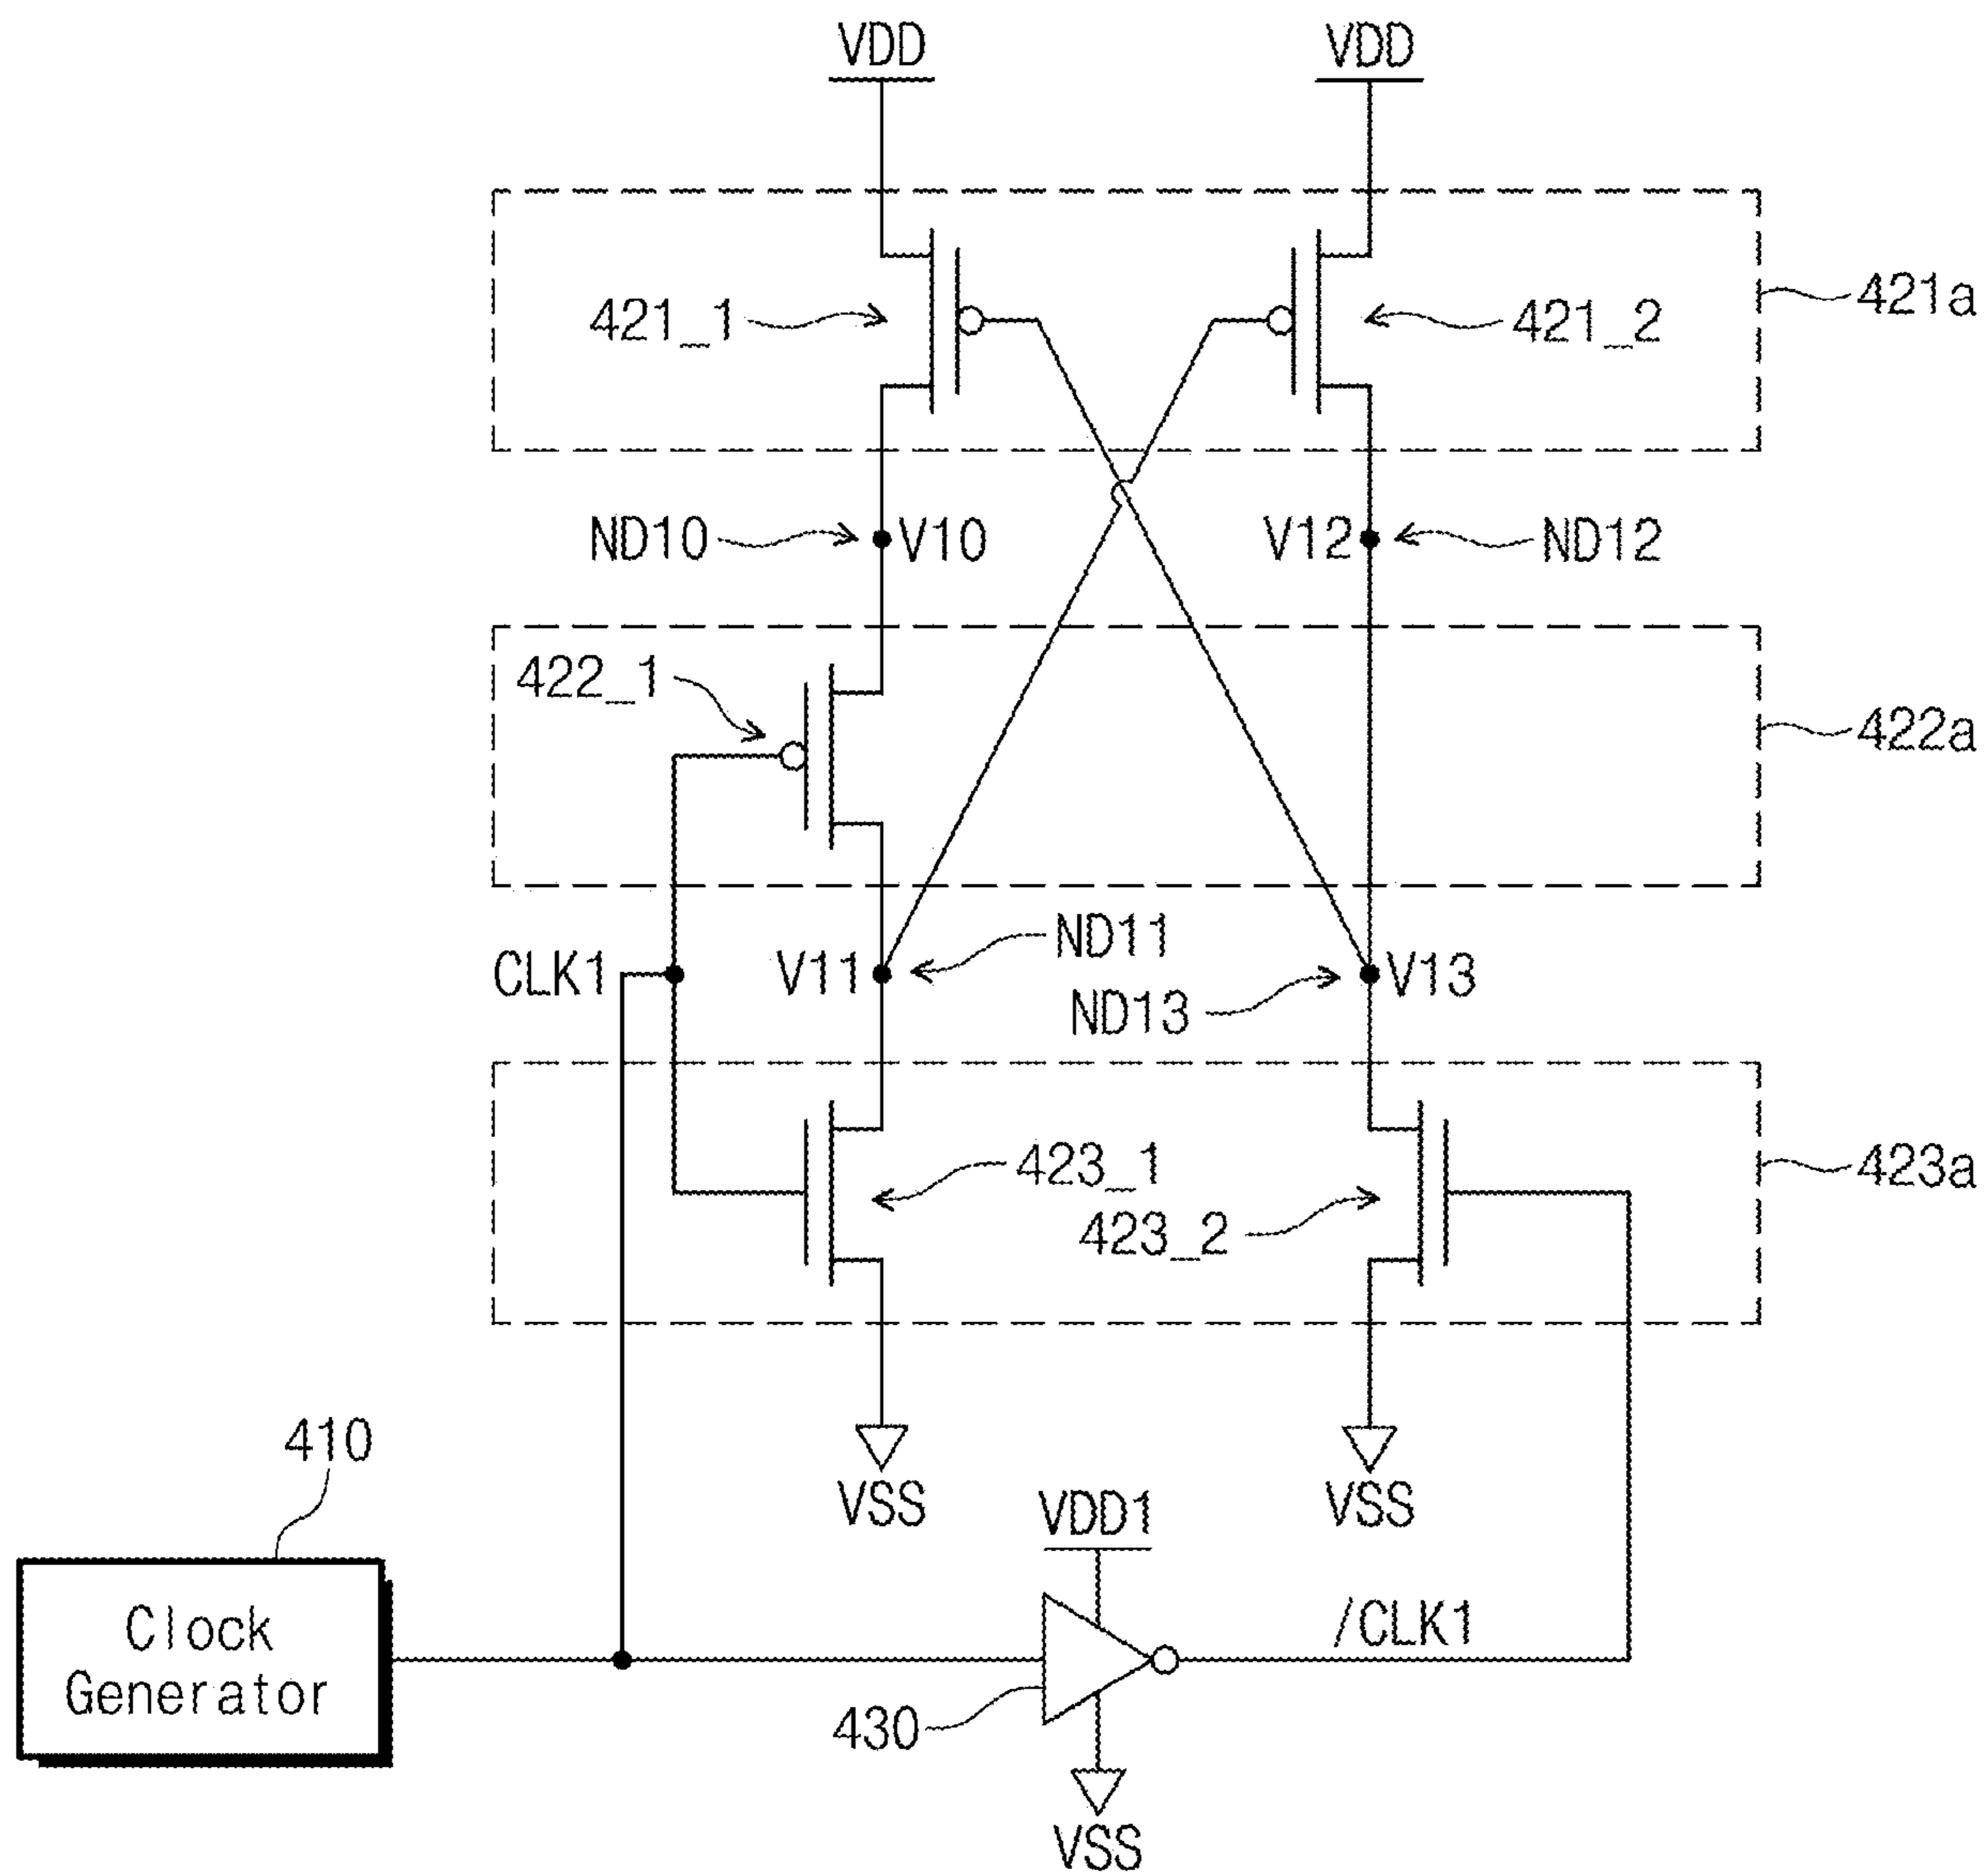 VDD
VDD
421_1
421_2
421a
ND10
V10
V12
ND12
422_1
422a
CLK1
V11
ND11
ND13
V13
423_1
423_2
423a
410
VSS
VSS
VDD1
Clock
Generator
/CLK1
430
VSS